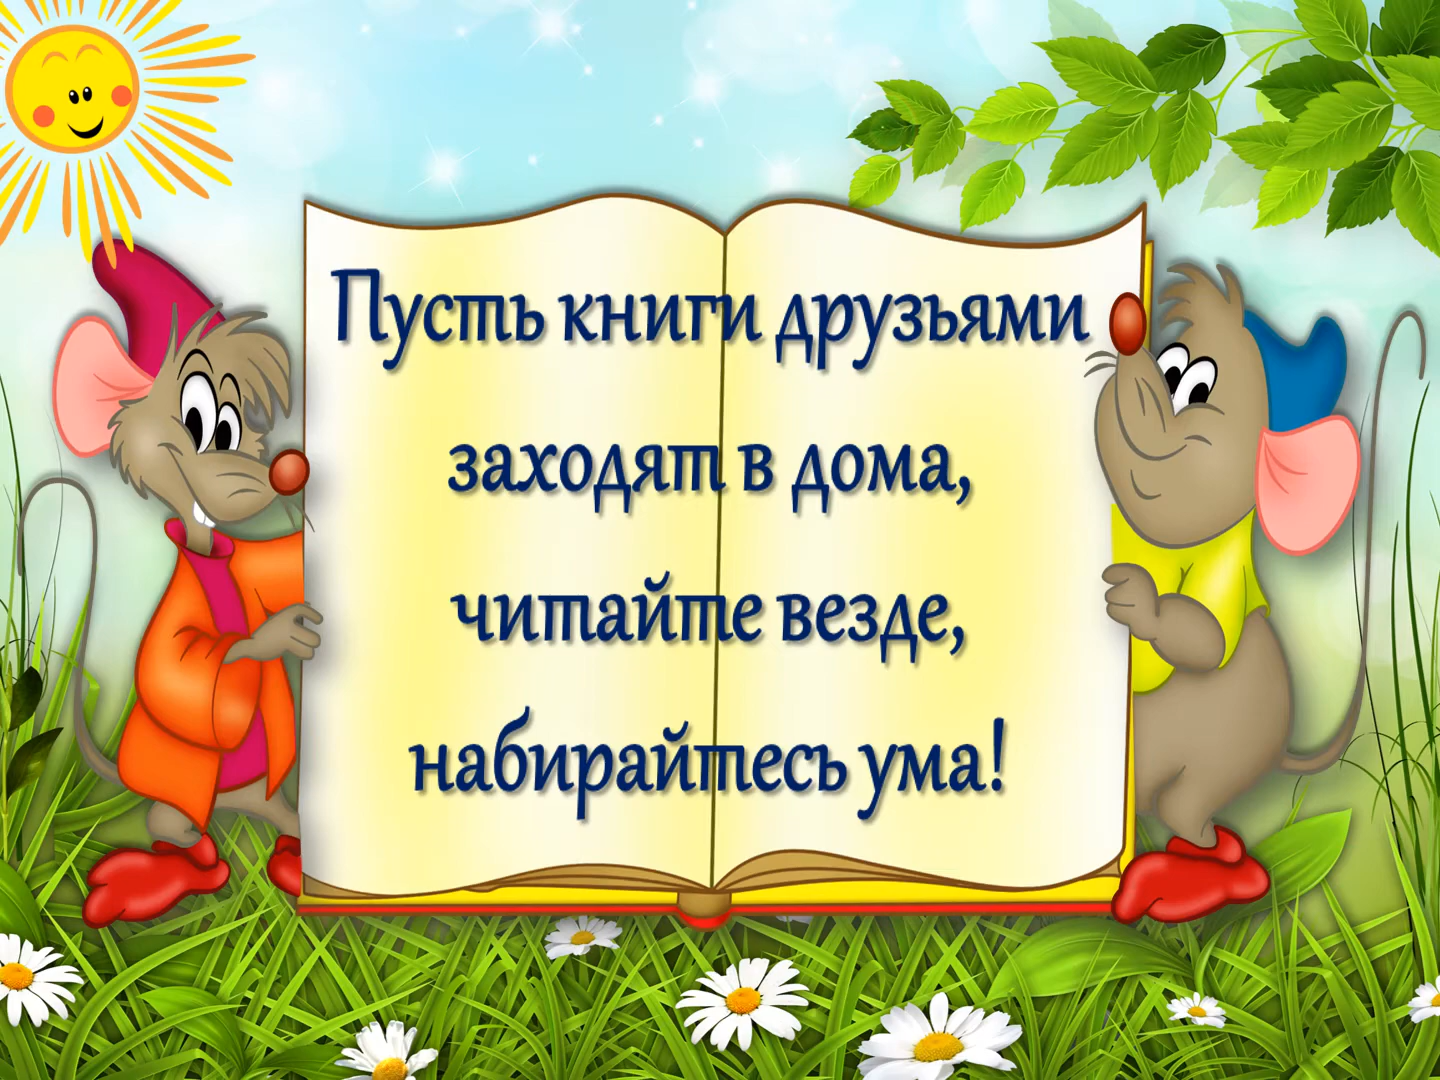 Пусть книги друзьями
заходят в дома,
читайте везде,
набирайтесь ума!